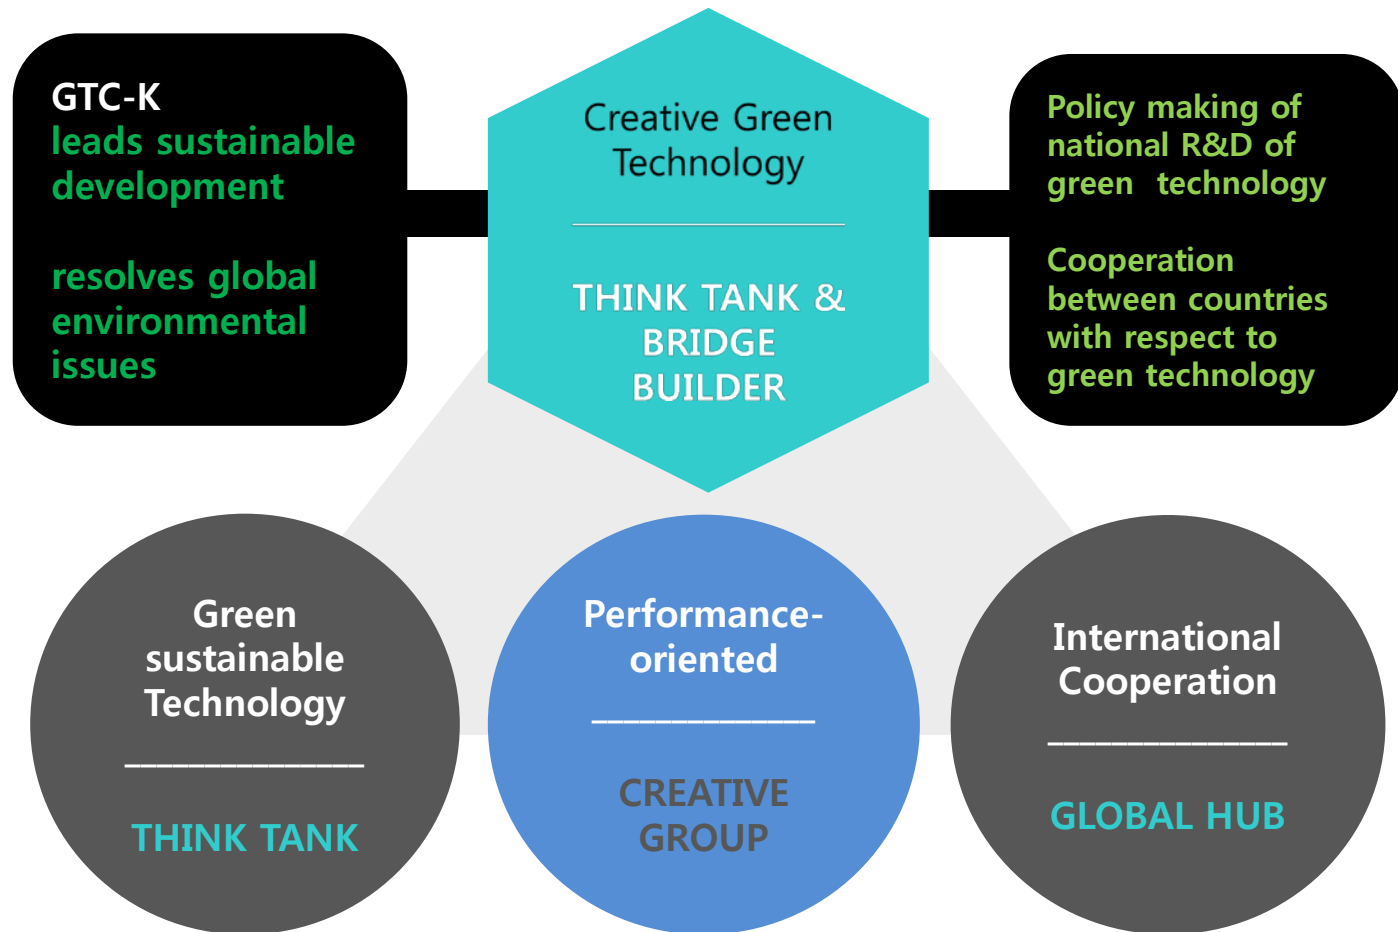 GTC-K
leads sustainable
development
resolves global
environmental
issues
Creative Green
Technology
THINK TANK &
BRIDGE
BUILDER
Policy making of
national R&D of
green technology
Cooperation
between countries
with respect to
green technology
Green
sustainable
Technology
THINK TANK
Performance-
oriented
CREATIVE
GROUP
International
Cooperation
GLOBAL HUB